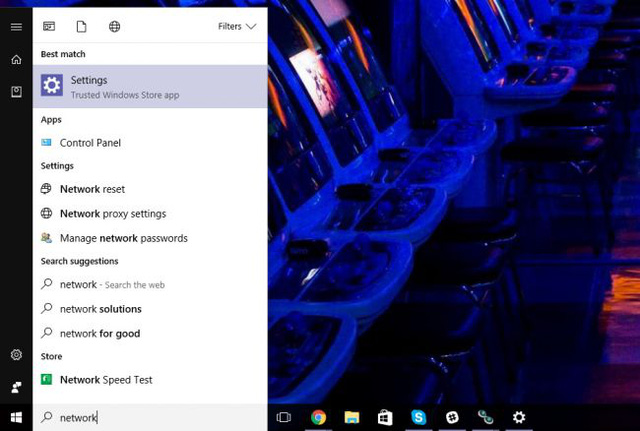 Filters
Best match
Settings
Trusted Windows Store app
Apps
Control Panel
Settings
Network reset
Network proxy settings
Manage network passwords
Search suggestions
network - Search the web
network solutions
network for good
Store
Network Speed Test
network